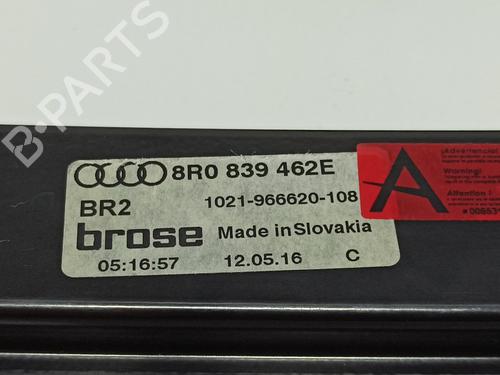 B-PARTS
8R0 839 462E
BR2 1021-966620-108
brose Made in Slovakia
05:16:57 12.05.16 C
A
¡Advertencia!
Warning!
Attention !